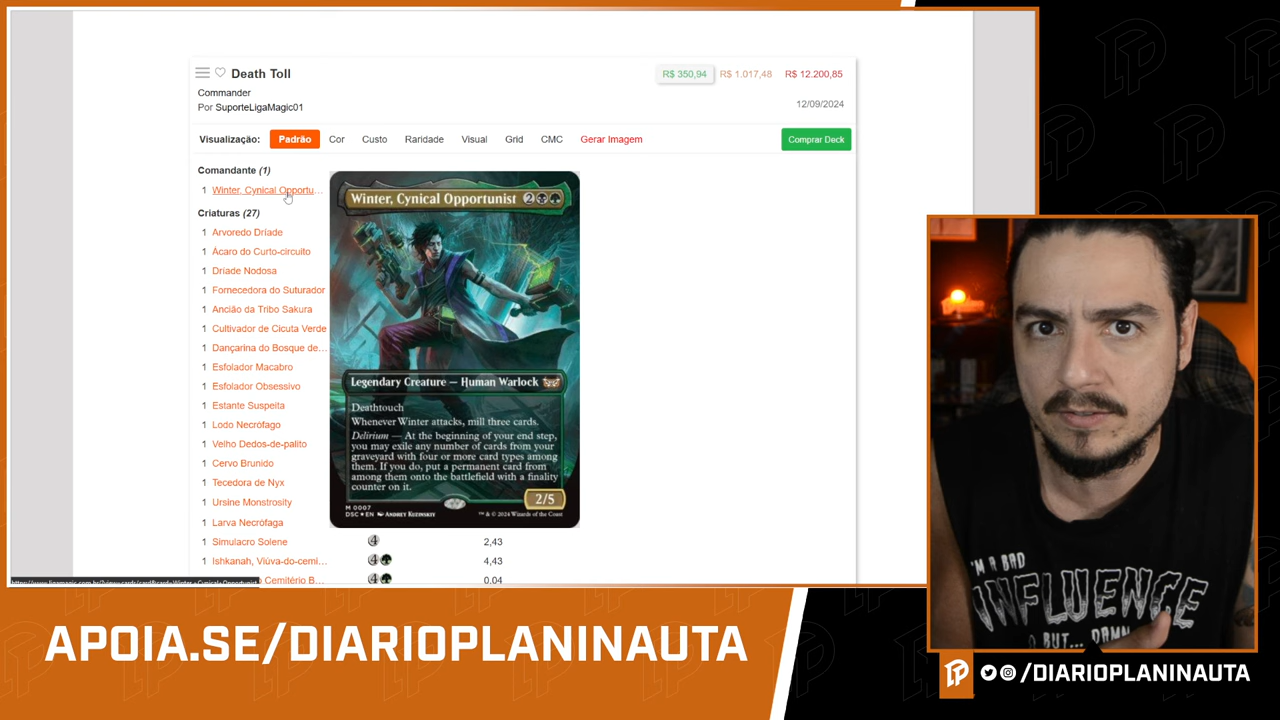 Death Toll
R$ 350,94
R$ 1.017,48
R$ 12.200,85
Commander
Por SuporteLigaMagic01
12/09/2024
Visualização:
Padrão
Cor
Custo
Raridade
Visual
Grid
CMC
Gerar Imagem
Comprar Deck
Comandante (1)
1 Winter, Cynical Opportu...
Criaturas (27)
1 Arvoredo Dríade
1 Ácaro do Curto-circuito
1 Dríade Nodosa
1 Fornecedora do Suturador
1 Ancião da Tribo Sakura
1 Cultivador de Cicuta Verde
1 Dançarina do Bosque de...
1 Esfolador Macabro
1 Esfolador Obsessivo
1 Estante Suspeita
1 Lodo Necrófago
1 Velho Dedos-de-palito
1 Cervo Brunido
1 Tecedora de Nyx
1 Ursine Monstrosity
1 Larva Necrófaga
1 Simulacro Solene 4 2,43
1 Ishkanah, Viúva-do-cemi... 4 4,43
Cemitério B... 4 0,04
Winter, Cynical Opportunist 2
Legendary Creature — Human Warlock
Deathtouch
Whenever Winter attacks, mill three cards.
Delirium — At the beginning of your end step,
you may exile any number of cards from your
graveyard with four or more card types among
them. If you do, put a permanent card from
among them onto the battlefield with a finality
counter on it.
2/5
M 0007
DSC • EN Andrey Kuzinskiy
™ & © 2024 Wizards of the Coast
I'M A BAD
INFLUENCE
BUT... DAMN
APOIA.SE/DIARIOPLANINAUTA
/DIARIOPLANINAUTA